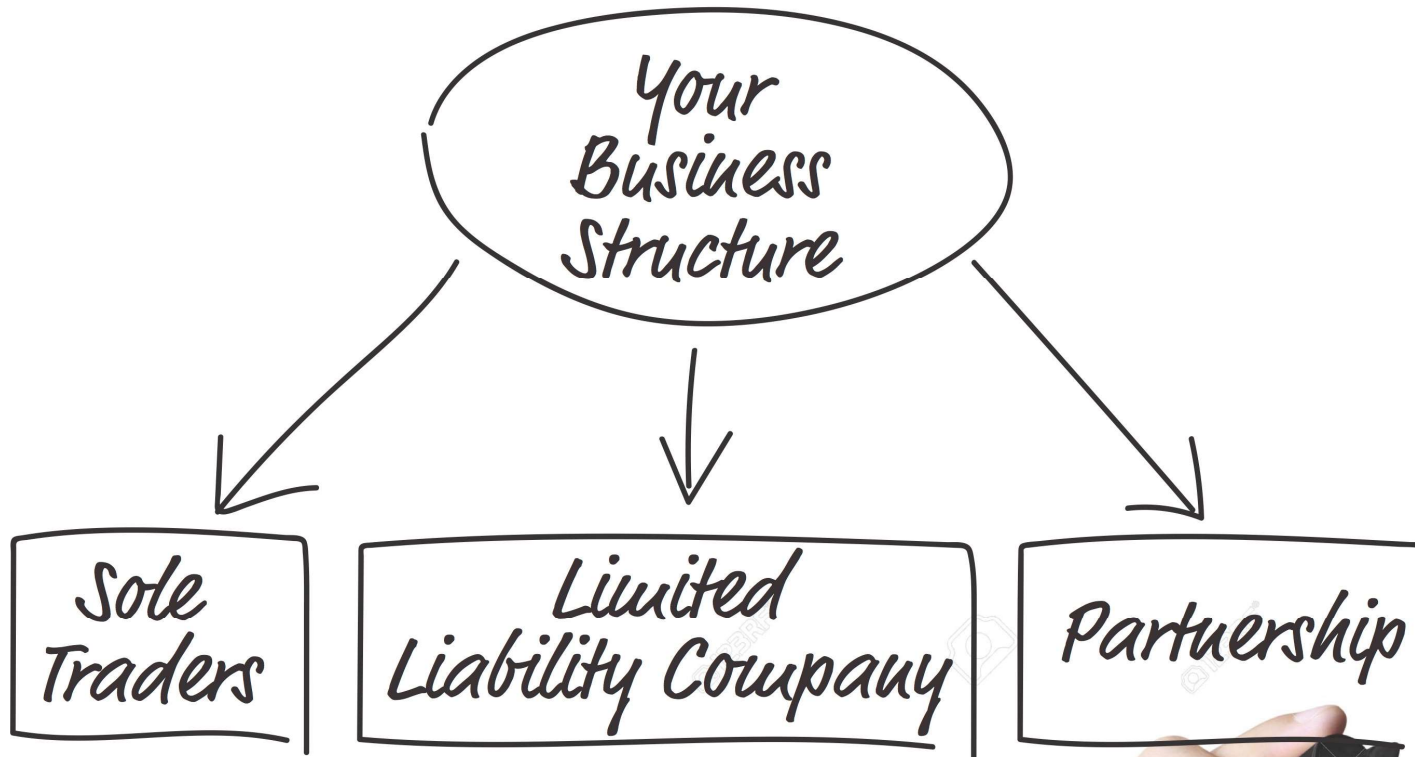 Your
Business
Structure
Sole
Traders
Limited
Liability Company
Partnership